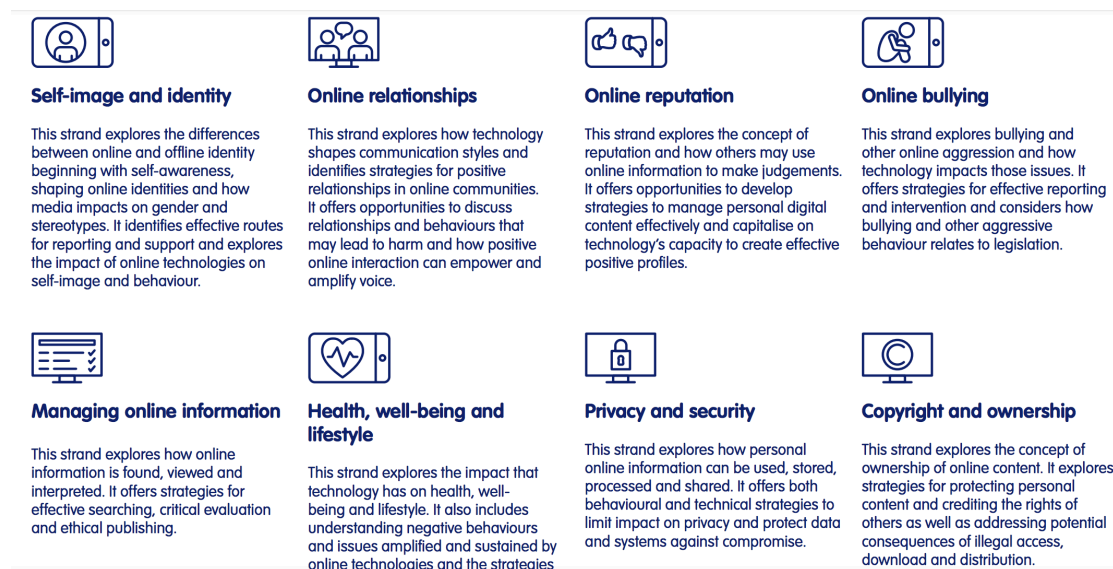 Self-image and identity
This strand explores the differences
between online and offline identity
beginning with self-awareness,
shaping online identities and how
media impacts on gender and
stereotypes. It identifies effective routes
for reporting and support and explores
the impact of online technologies on
self-image and behaviour.
Online relationships
This strand explores how technology
shapes communication styles and
identifies strategies for positive
relationships in online communities.
It offers opportunities to discuss
relationships and behaviours that
may lead to harm and how positive
online interaction can empower and
amplify voice.
Online reputation
This strand explores the concept of
reputation and how others may use
online information to make judgements.
It offers opportunities to develop
strategies to manage personal digital
content effectively and capitalise on
technology's capacity to create effective
positive profiles.
Online bullying
This strand explores bullying and
other online aggression and how
technology impacts those issues. It
offers strategies for effective reporting
and intervention and considers how
bullying and other aggressive
behaviour relates to legislation.
Managing online information
This strand explores how online
information is found, viewed and
interpreted. It offers strategies for
effective searching, critical evaluation
and ethical publishing.
Health, well-being and
lifestyle
This strand explores the impact that
technology has on health, well-
being and lifestyle. It also includes
understanding negative behaviours
and issues amplified and sustained by
online technologies and the strategies
Privacy and security
This strand explores how personal
online information can be used, stored,
processed and shared. It offers both
behavioural and technical strategies to
limit impact on privacy and protect data
and systems against compromise.
Copyright and ownership
This strand explores the concept of
ownership of online content. It explores
strategies for protecting personal
content and crediting the rights of
others as well as addressing potential
consequences of illegal access,
download and distribution.